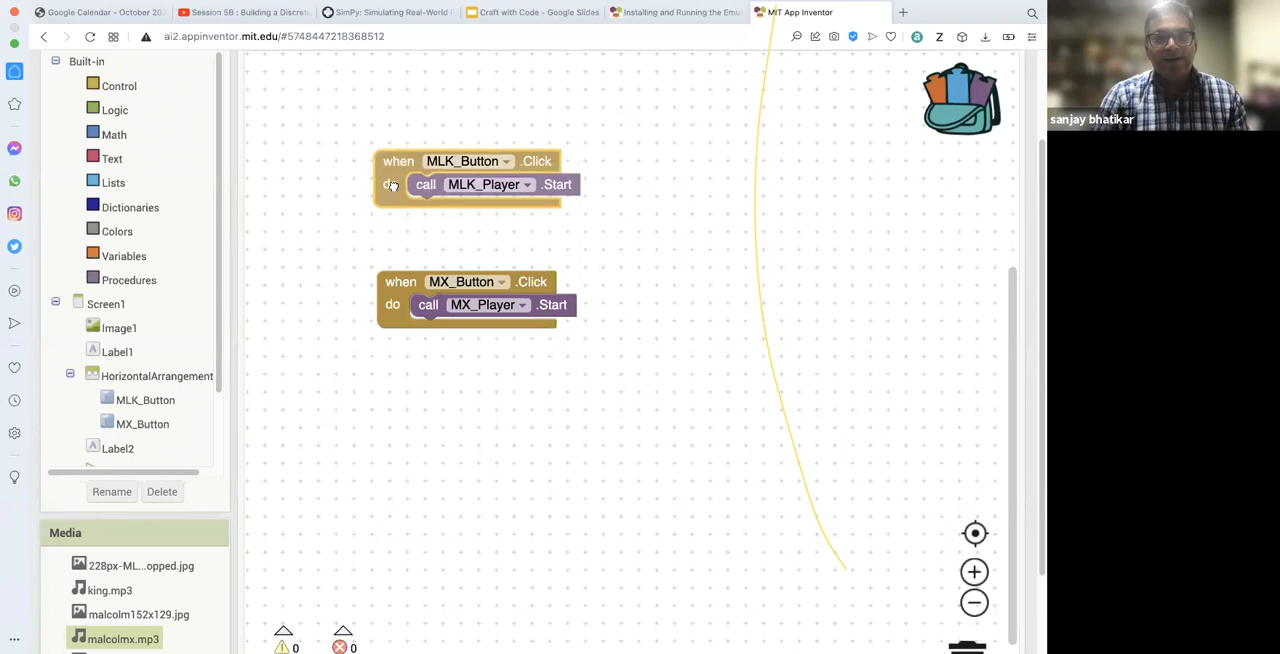 Google Calendar - October 202
Session 5B : Building a Discrete
SimPy: Simulating Real-World P
Craft with Code - Google Slides
Installing and Running the Emu
MIT App Inventor
ai2.appinventor.mit.edu/#5748447218368512
sanjay bhatikar
Built-in
Control
Logic
Math
Text
Lists
Dictionaries
Colors
Variables
Procedures
Screen1
Image1
Label1
HorizontalArrangement
MLK_Button
MX_Button
Label2
Rename Delete
Media
228px-ML...opped.jpg
king.mp3
malcolm152x129.jpg
malcolmx.mp3
when MLK_Button .Click
do call MLK_Player .Start
when MX_Button .Click
do call MX_Player .Start
0 0